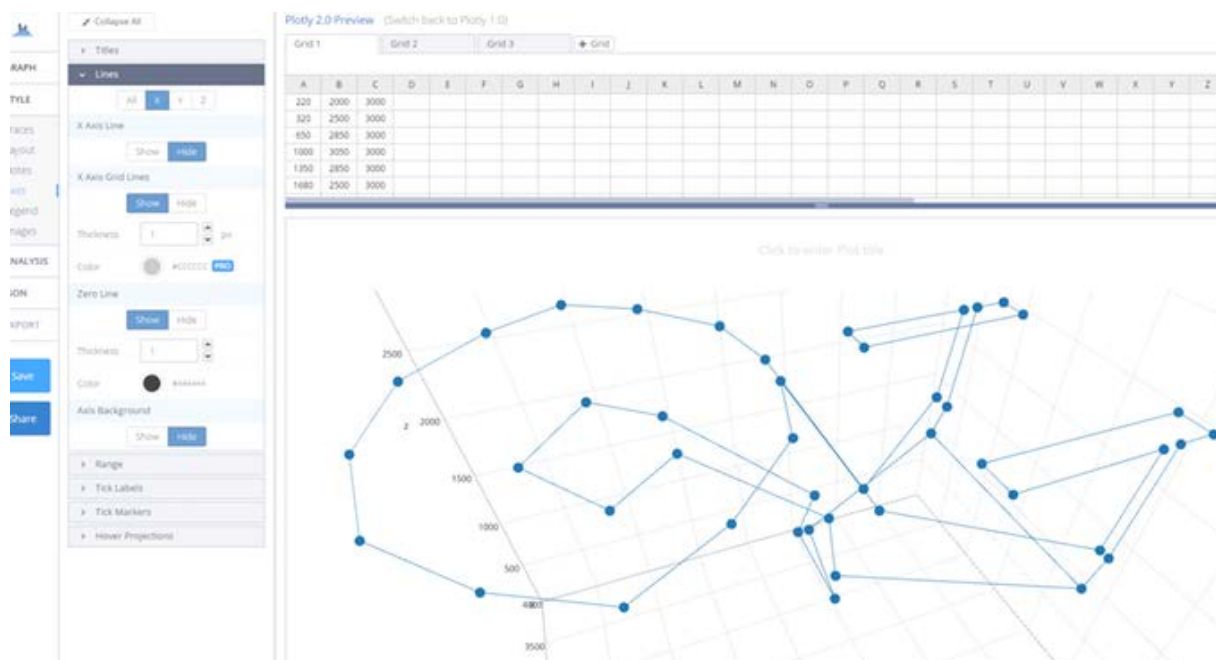 Collapse All
Plotly 2.0 Preview (Switch back to Plotly 1.0)
Titles
Grid 1 Grid 2 Grid 3 + Grid
RAPH
Lines
A B C D E F G H I J K L M N O P Q R S T U V W X Y Z
TYLE
All X Y Z
220 2000 3000
320 2500 3000
races
X Axis Line
650 2850 3000
ayout
Show Hide
1000 3050 3000
otes
1350 2850 3000
xes
X Axis Grid Lines
1680 2500 3000
egend
Show Hide
mages
Thickness 1 px
Click to enter Plot title
NALYSIS
Color #CCCCCC PRO
SON
Zero Line
XPORT
Show Hide
Thickness 1
2500
Save
Color #444444
Share
Axis Background
z 2000
Show Hide
Range
1500
Tick Labels
Tick Markers
1000
Hover Projections
500
3500